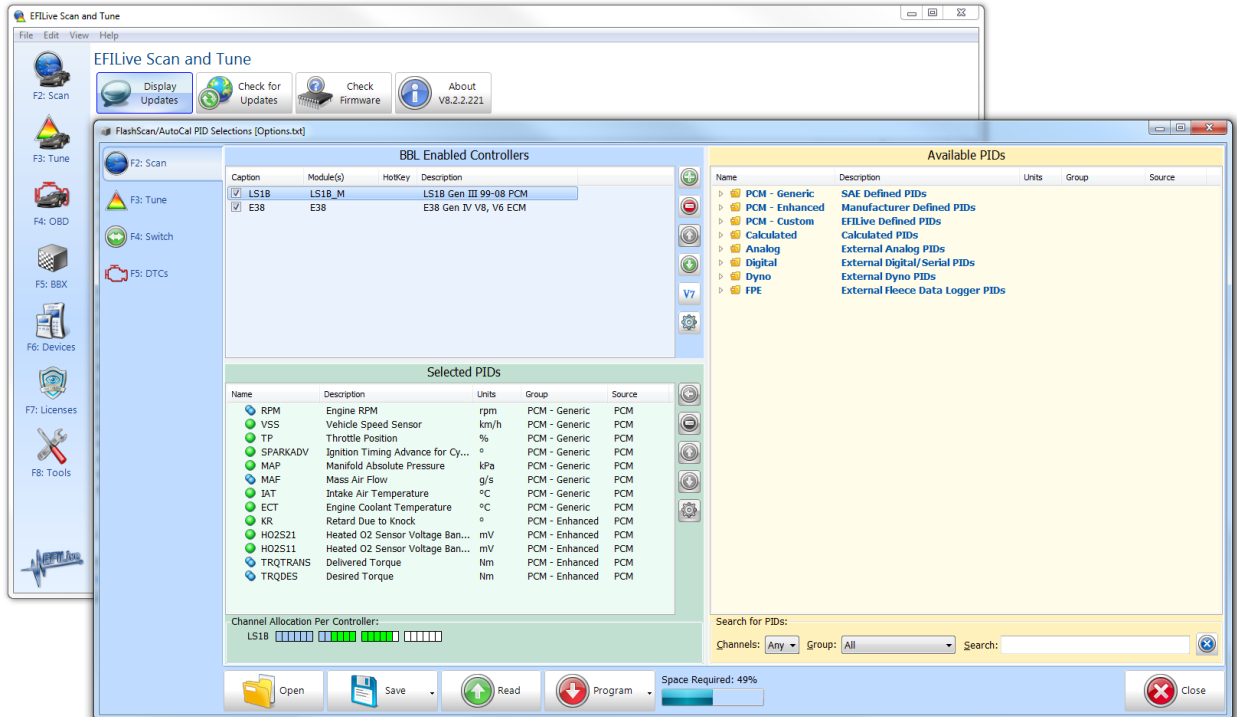 EFILive Scan and Tune
File Edit View Help
F2: Scan
F3: Tune
F4: OBD
F5: BBX
F6: Devices
F7: Licenses
F8: Tools
EFILive
EFILive Scan and Tune
Display Updates
Check for Updates
Check Firmware
About V8.2.2.221
FlashScan/AutoCal PID Selections [Options.txt]
F2: Scan
F3: Tune
F4: Switch
F5: DTCs
BBL Enabled Controllers
Caption Module(s) HotKey Description
LS1B LS1B_M LS1B Gen III 99-08 PCM
E38 E38 E38 Gen IV V8, V6 ECM
V7
Selected PIDs
Name Description Units Group Source
RPM Engine RPM rpm PCM - Generic PCM
VSS Vehicle Speed Sensor km/h PCM - Generic PCM
TP Throttle Position % PCM - Generic PCM
SPARKADV Ignition Timing Advance for Cy... ° PCM - Generic PCM
MAP Manifold Absolute Pressure kPa PCM - Generic PCM
MAF Mass Air Flow g/s PCM - Generic PCM
IAT Intake Air Temperature °C PCM - Generic PCM
ECT Engine Coolant Temperature °C PCM - Generic PCM
KR Retard Due to Knock ° PCM - Enhanced PCM
HO2S21 Heated O2 Sensor Voltage Ban... mV PCM - Enhanced PCM
HO2S11 Heated O2 Sensor Voltage Ban... mV PCM - Enhanced PCM
TRQTRANS Delivered Torque Nm PCM - Enhanced PCM
TRQDES Desired Torque Nm PCM - Enhanced PCM
Channel Allocation Per Controller:
LS1B
Available PIDs
Name Description Units Group Source
PCM - Generic SAE Defined PIDs
PCM - Enhanced Manufacturer Defined PIDs
PCM - Custom EFILive Defined PIDs
Calculated Calculated PIDs
Analog External Analog PIDs
Digital External Digital/Serial PIDs
Dyno External Dyno PIDs
FPE External Fleece Data Logger PIDs
Search for PIDs:
Channels: Any Group: All Search:
Open
Save
Read
Program
Space Required: 49%
Close